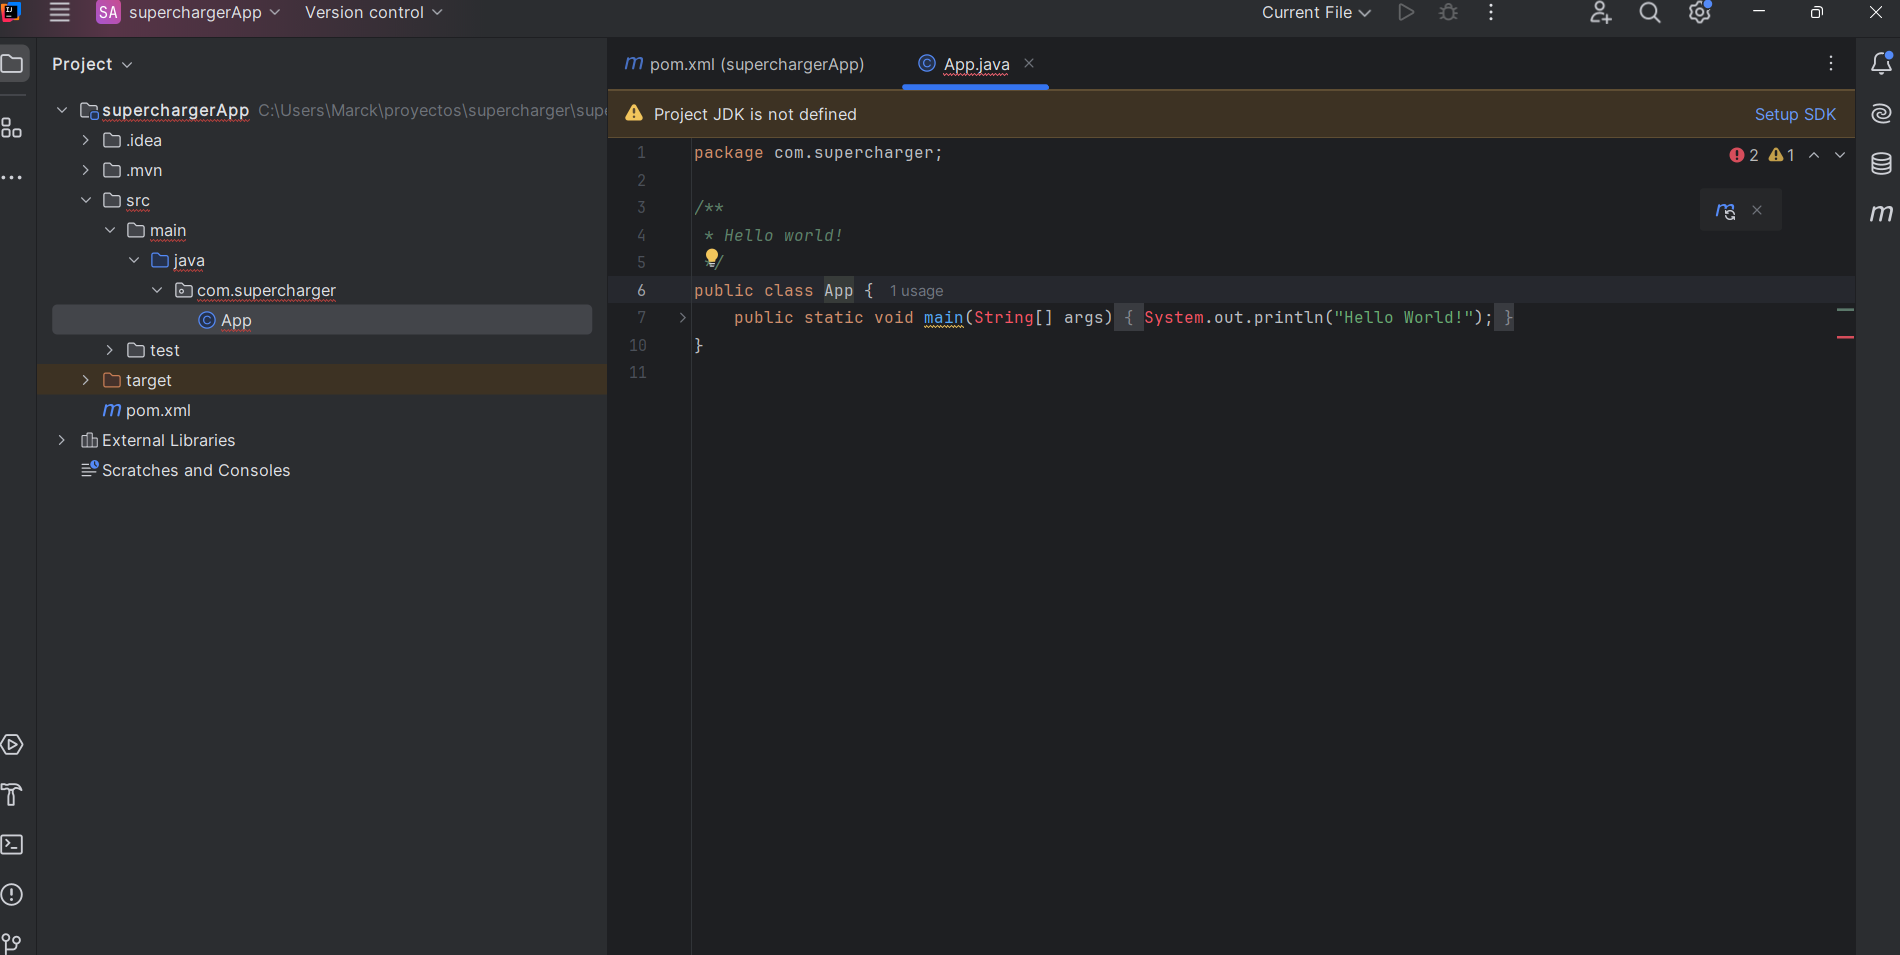 SA superchargerApp Version control Current File
Project
pom.xml (superchargerApp) App.java
Project JDK is not defined Setup SDK
superchargerApp C:\Users\Marck\proyectos\supercharger\supe
.idea
.mvn
src
main
java
com.supercharger
App
test
target
m pom.xml
External Libraries
Scratches and Consoles
1 package com.supercharger;
2
3 /**
4 * Hello world!
5 */
6 public class App { 1 usage
7 public static void main(String[] args) { System.out.println("Hello World!"); }
10 }
11
2 1